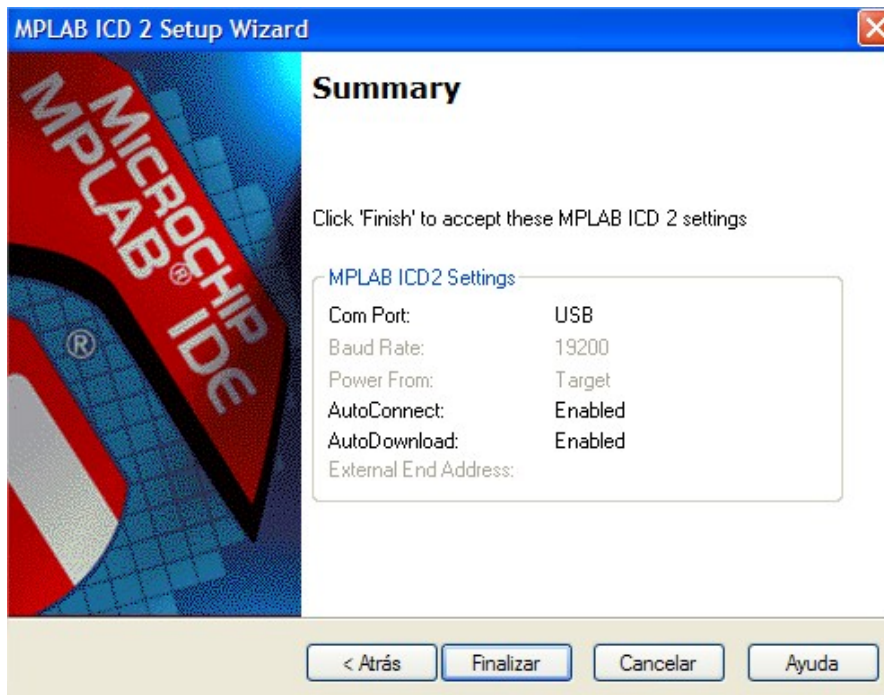 MPLAB ICD 2 Setup Wizard
MICROCHIP
MPLAB® IDE
®
Summary
Click 'Finish' to accept these MPLAB ICD 2 settings
MPLAB ICD2 Settings
Com Port: USB
Baud Rate: 19200
Power From: Target
AutoConnect: Enabled
AutoDownload: Enabled
External End Address:
< Atrás Finalizar Cancelar Ayuda